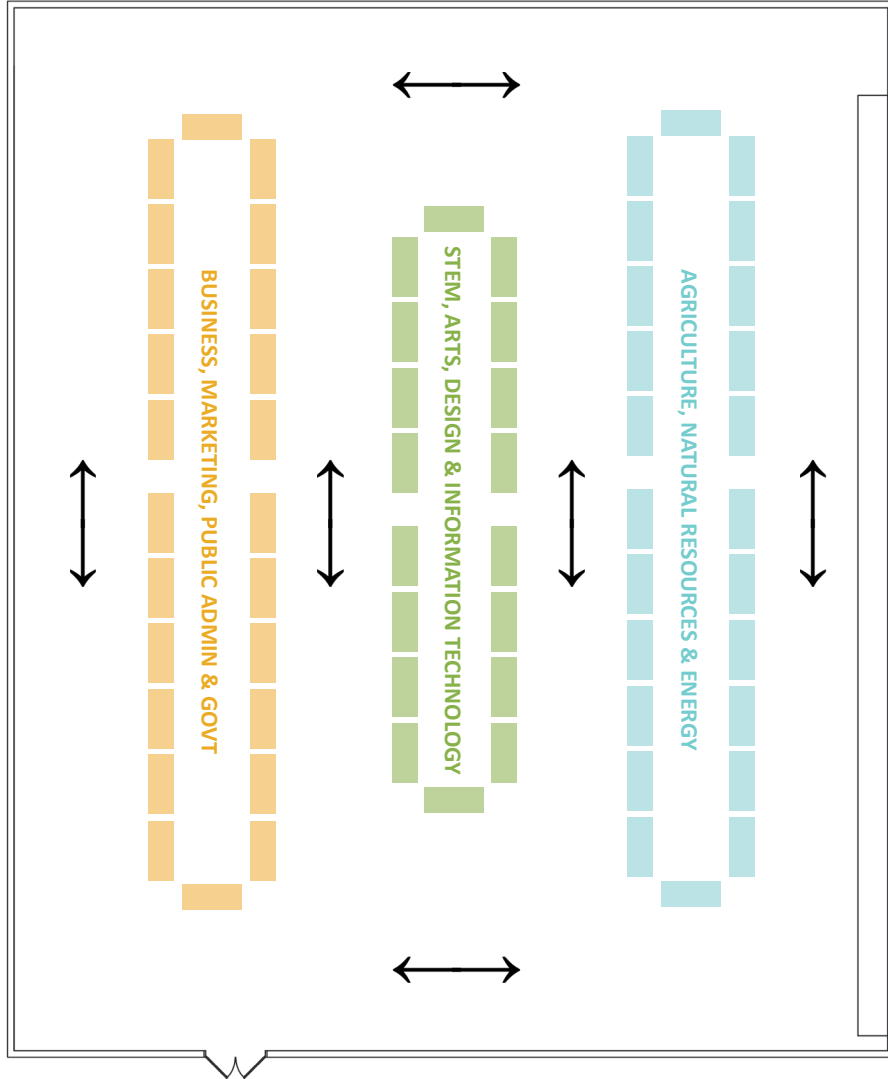 BUSINESS, MARKETING, PUBLIC ADMIN & GOVT
STEM, ARTS, DESIGN & INFORMATION TECHNOLOGY
AGRICULTURE, NATURAL RESOURCES & ENERGY